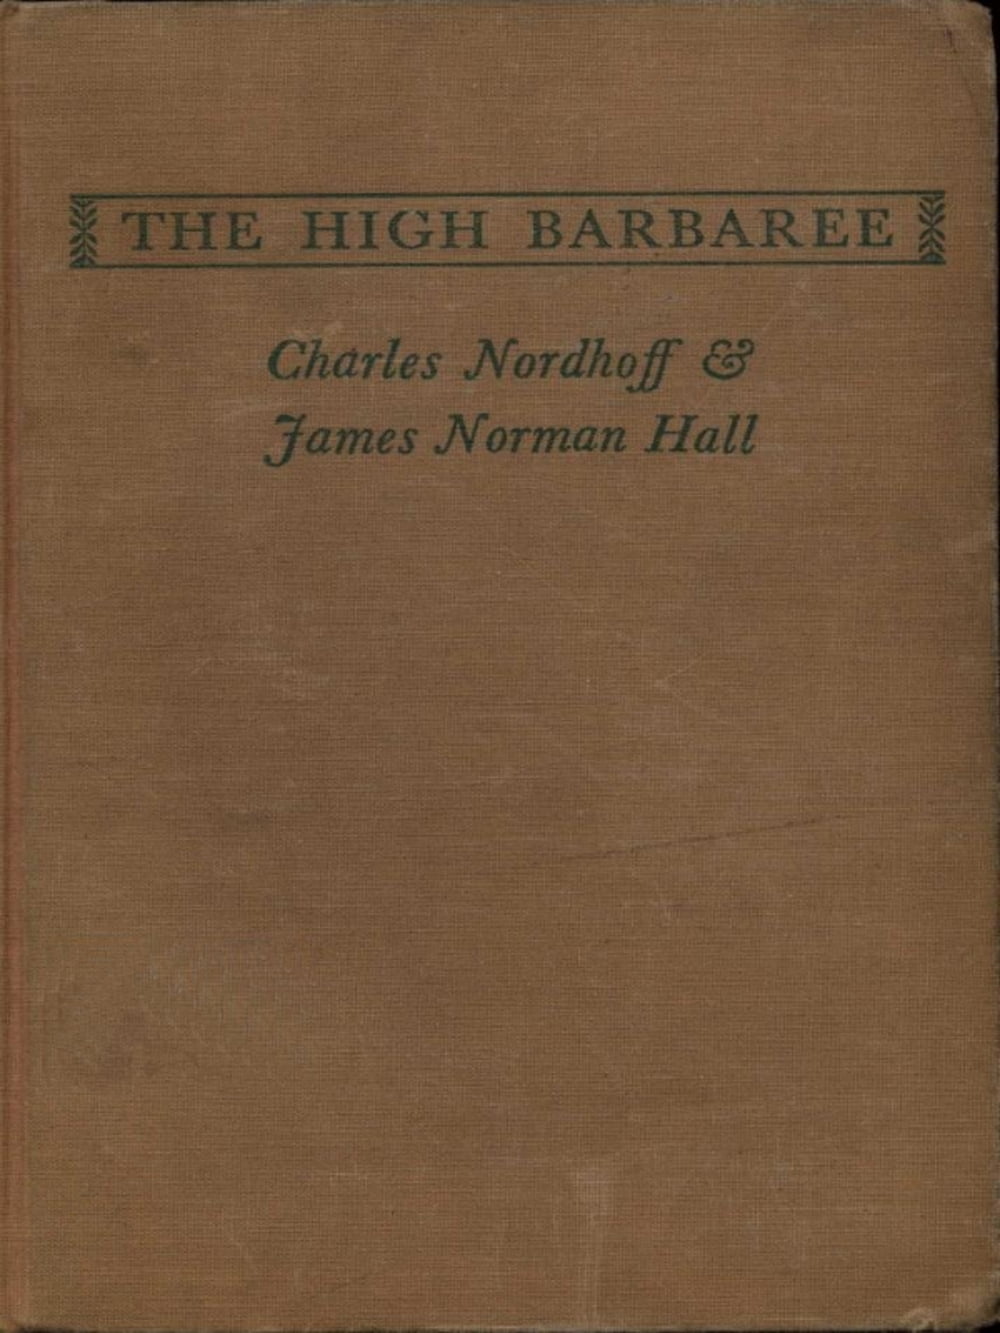 THE HIGH BARBAREE
Charles Nordhoff &
James Norman Hall